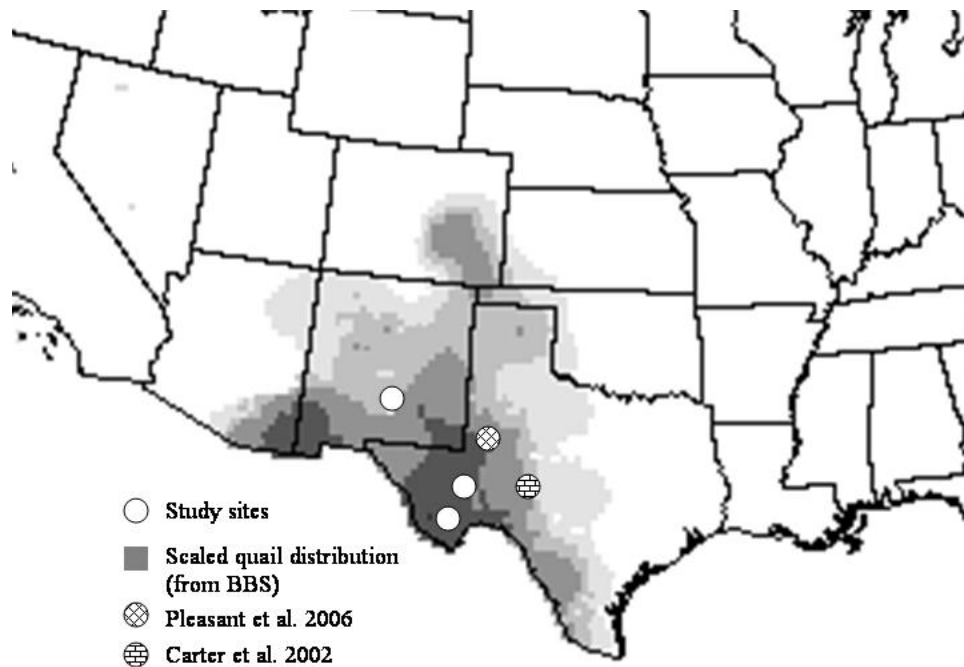 Study sites
Scaled quail distribution
(from BBS)
Pleasant et al. 2006
Carter et al. 2002